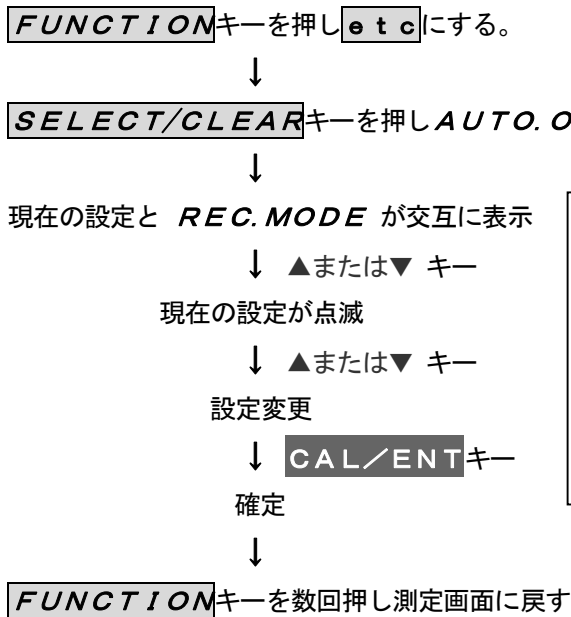 FUNCTIONキーを押しetcにする。
↓
SELECT/CLEARキーを押しAUTO.O
↓
現在の設定と REC.MODE が交互に表示
↓ ▲または▼ キー
現在の設定が点滅
↓ ▲または▼ キー
設定変更
↓ CAL/ENTキー
確定
↓
FUNCTIONキーを数回押し測定画面に戻す